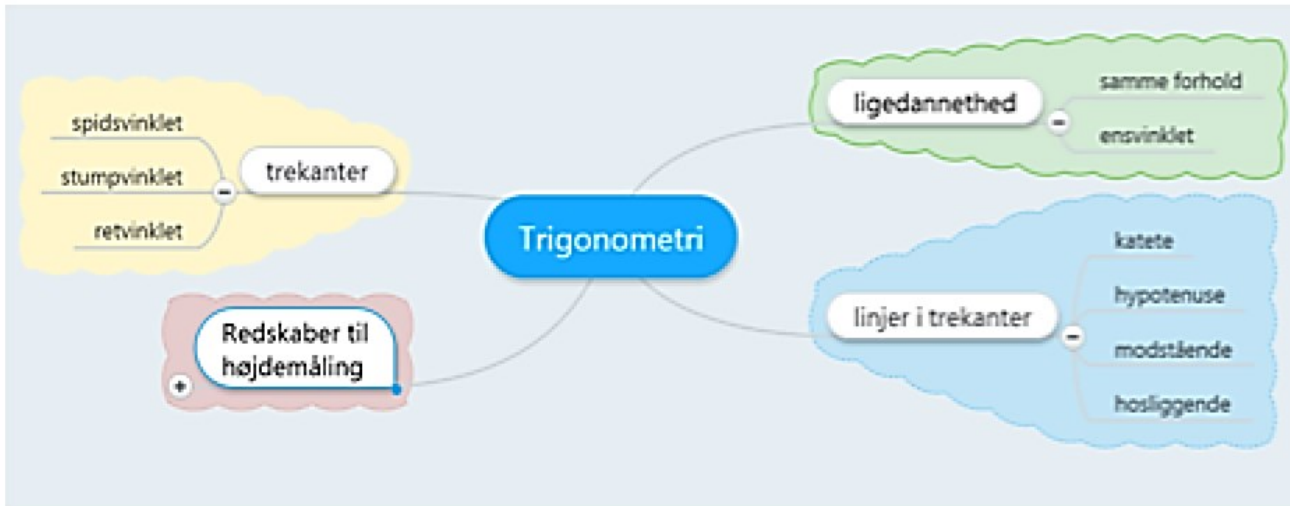 Trigonometri
trekanter
spidsvinklet
stumpvinklet
retvinklet
Redskaber til
højdemåling
ligedannethed
samme forhold
ensvinklet
linjer i trekanter
katete
hypotenuse
modstående
hosliggende